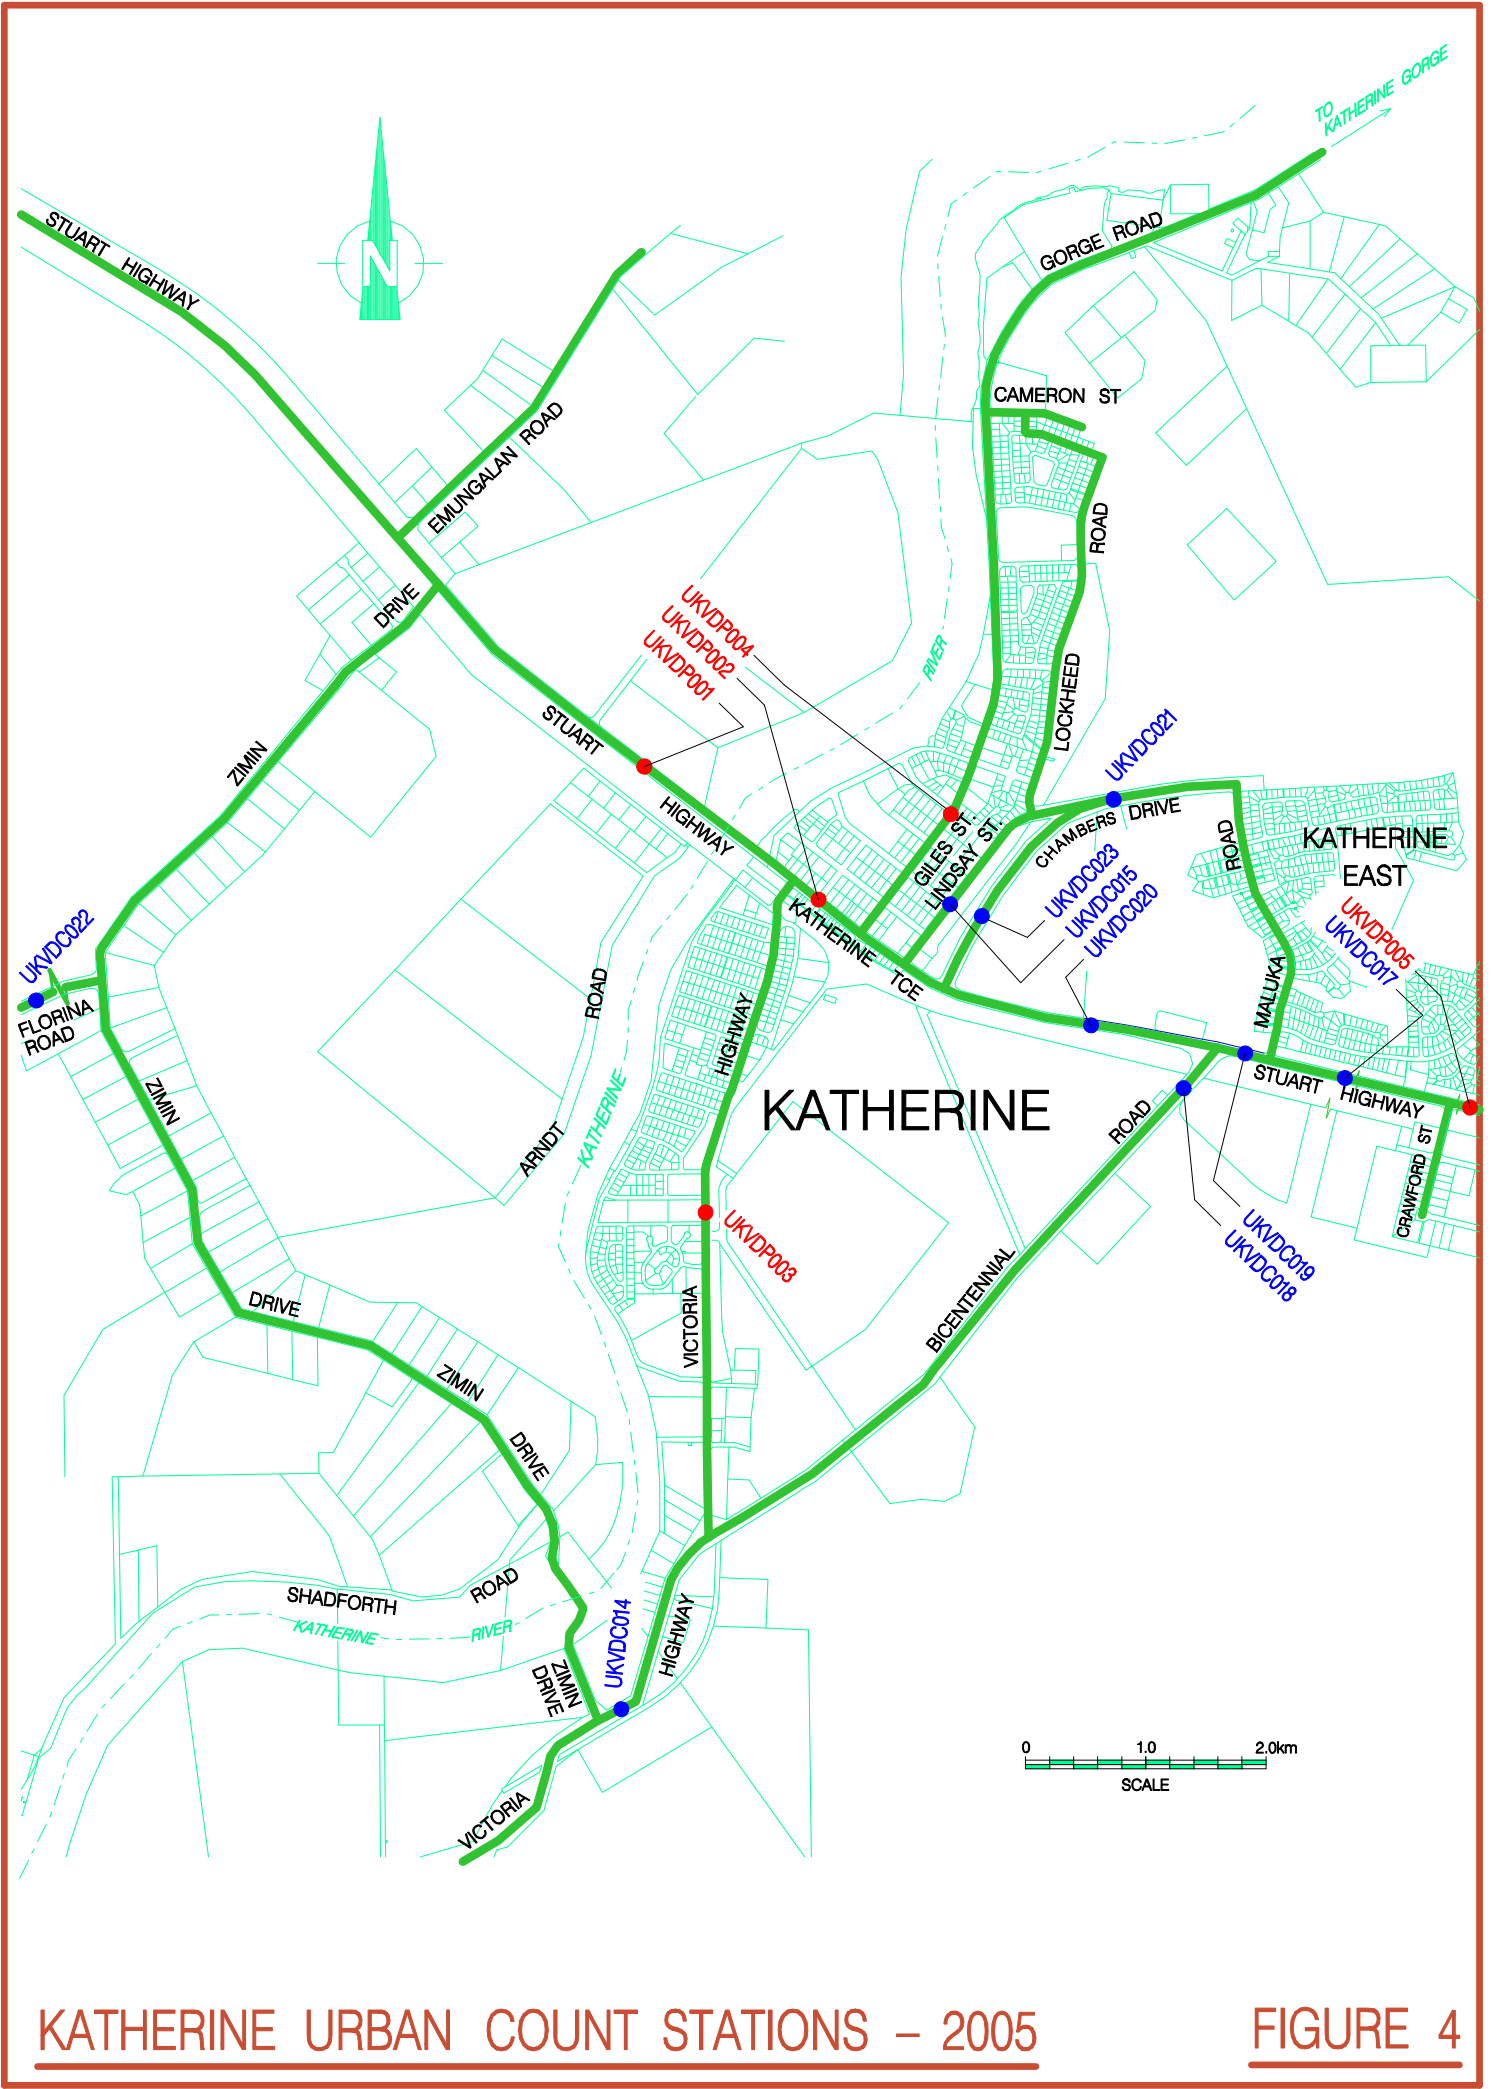 TO
KATHERINE GORGE
STUART HIGHWAY
N
GORGE ROAD
CAMERON ST
EMUNGALAN ROAD
ROAD
DRIVE
UKVDP004
UKVDP002
UKVDP001
RIVER
LOCKHEED
STUART
ZIMIN
HIGHWAY
UKVDC021
CHAMBERS DRIVE
GILES ST.
LINDSAY ST.
ROAD
KATHERINE
EAST
UKVDC023
UKVDC015
UKVDC020
UKVDP005
UKVDC017
KATHERINE TCE
UKVDC022
FLORINA
ROAD
ROAD
HIGHWAY
MALUKA
ZIMIN
KATHERINE
ARNDT
KATHERINE
STUART HIGHWAY
ROAD
CRAWFORD ST
UKVDP003
UKVDC019
UKVDC018
DRIVE
VICTORIA
BICENTENNIAL
ZIMIN
DRIVE
SHADFORTH ROAD
KATHERINE RIVER
UKVDC014
HIGHWAY
ZIMIN
DRIVE
VICTORIA
0 1.0 2.0km
SCALE
KATHERINE URBAN COUNT STATIONS – 2005
FIGURE 4